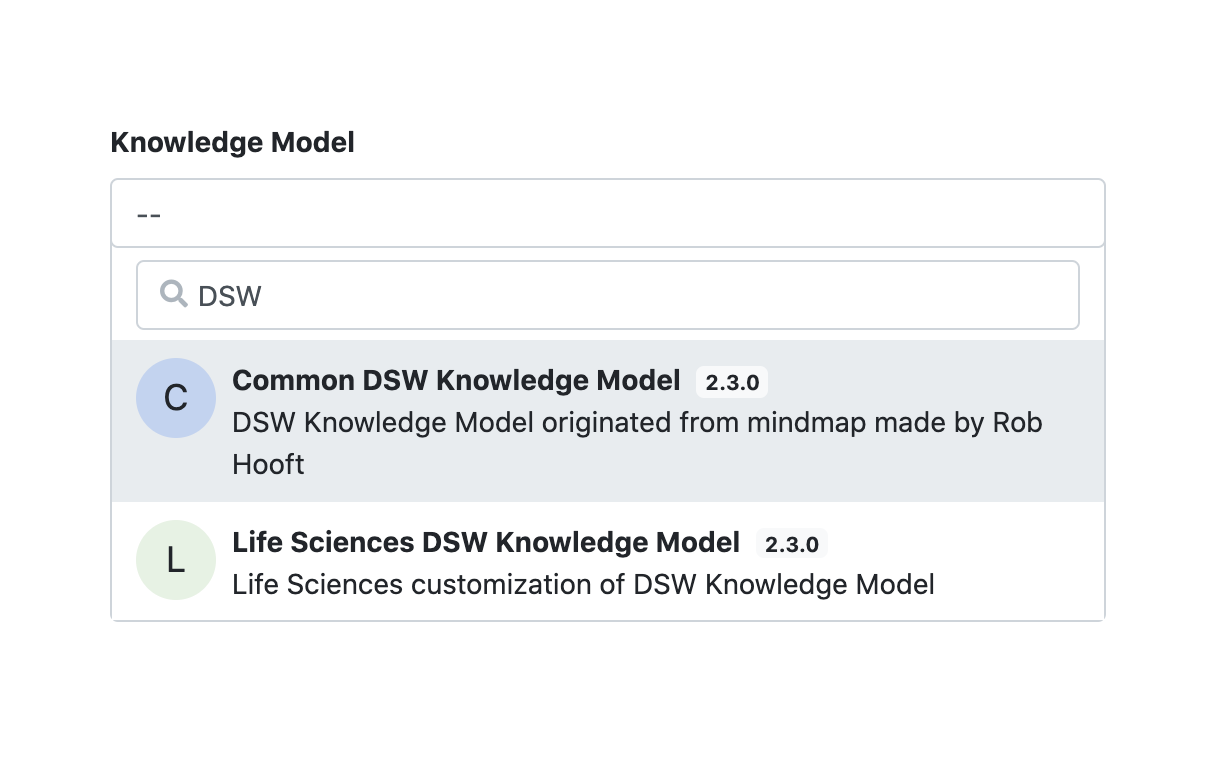 Knowledge Model
--
DSW
C
Common DSW Knowledge Model 2.3.0
DSW Knowledge Model originated from mindmap made by Rob
Hooft
L
Life Sciences DSW Knowledge Model 2.3.0
Life Sciences customization of DSW Knowledge Model